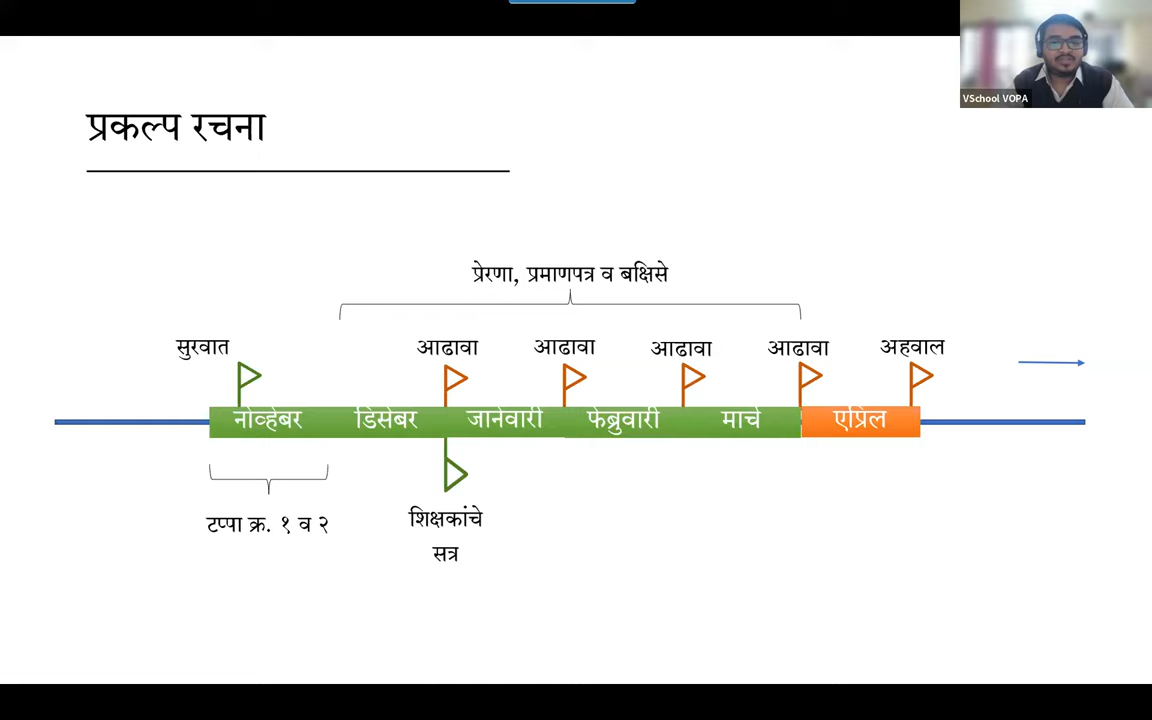 VSchool VOPA
प्रकल्प रचना
प्रेरणा, प्रमाणपत्र व बक्षिसे
सुरवात
आढावा
आढावा
आढावा
आढावा
अहवाल
नोव्हेंबर
डिसेंबर
जानेवारी
फेब्रुवारी
मार्च
एप्रिल
टप्पा क्र. १ व २
शिक्षकांचे
सत्र